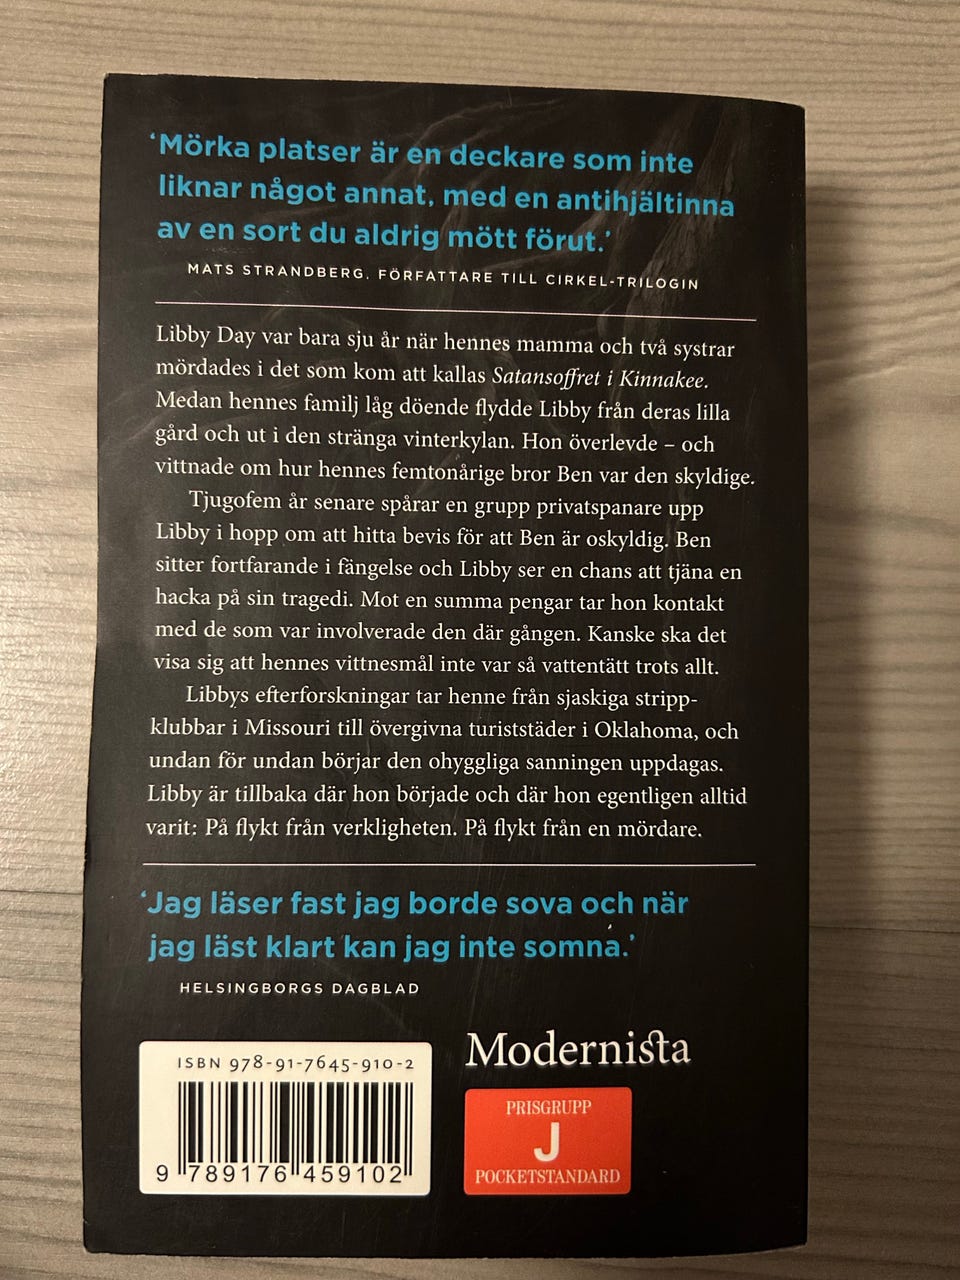 ‘Mörka platser är en deckare som inte
liknar något annat, med en antihjältinna
av en sort du aldrig mött förut.’
MATS STRANDBERG, FÖRFATTARE TILL CIRKEL-TRILOGIN
Libby Day var bara sju år när hennes mamma och två systrar
mördades i det som kom att kallas Satansoffret i Kinnakee.
Medan hennes familj låg döende flydde Libby från deras lilla
gård och ut i den stränga vinterkylan. Hon överlevde – och
vittnade om hur hennes femtonårige bror Ben var den skyldige.
Tjugofem år senare spårar en grupp privatspanare upp
Libby i hopp om att hitta bevis för att Ben är oskyldig. Ben
sitter fortfarande i fängelse och Libby ser en chans att tjäna en
hacka på sin tragedi. Mot en summa pengar tar hon kontakt
med de som var involverade den där gången. Kanske ska det
visa sig att hennes vittnesmål inte var så vattentätt trots allt.
Libbys efterforskningar tar henne från sjaskiga stripp-
klubbar i Missouri till övergivna turiststäder i Oklahoma, och
undan för undan börjar den ohyggliga sanningen uppdagas.
Libby är tillbaka där hon började och där hon egentligen alltid
varit: På flykt från verkligheten. På flykt från en mördare.
‘Jag läser fast jag borde sova och när
jag läst klart kan jag inte somna.’
HELSINGBORGS DAGBLAD
Modernista
ISBN 978-91-7645-910-2
9 789176 459102
PRISGRUPP
J
POCKETSTANDARD